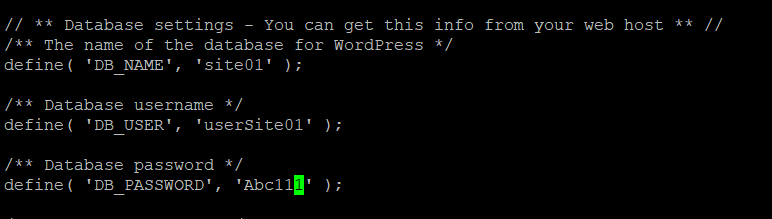 // ** Database settings - You can get this info from your web host ** //
/** The name of the database for WordPress */
define( 'DB_NAME', 'site01' );
/** Database username */
define( 'DB_USER', 'userSite01' );
/** Database password */
define( 'DB_PASSWORD', 'Abc111' );